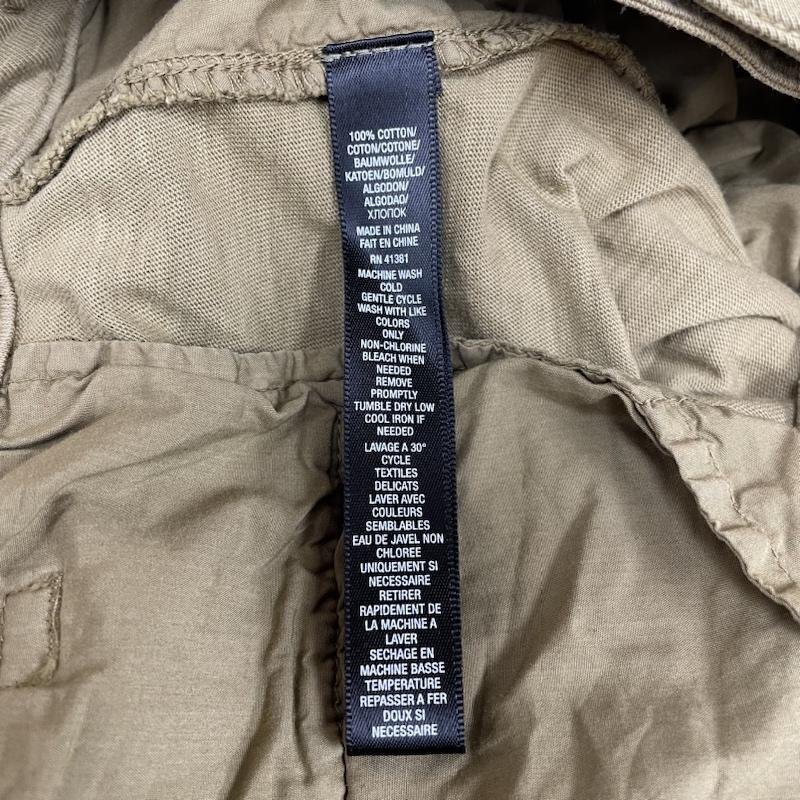 100% COTTON/
COTON/COTONE/
BAUMWOLLE/
KATOEN/BOMULD/
ALGODON/
ALGODAO/
ХЛОПОК
MADE IN CHINA
FAIT EN CHINE
RN 41381
MACHINE WASH
COLD
GENTLE CYCLE
WASH WITH LIKE
COLORS
ONLY
NON-CHLORINE
BLEACH WHEN
NEEDED
REMOVE
PROMPTLY
TUMBLE DRY LOW
COOL IRON IF
NEEDED
LAVAGE A 30°
CYCLE
TEXTILES
DELICATS
LAVER AVEC
COULEURS
SEMBLABLES
EAU DE JAVEL NON
CHLOREE
UNIQUEMENT SI
NECESSAIRE
RETIRER
RAPIDEMENT DE
LA MACHINE A
LAVER
SECHAGE EN
MACHINE BASSE
TEMPERATURE
REPASSER A FER
DOUX SI
NECESSAIRE